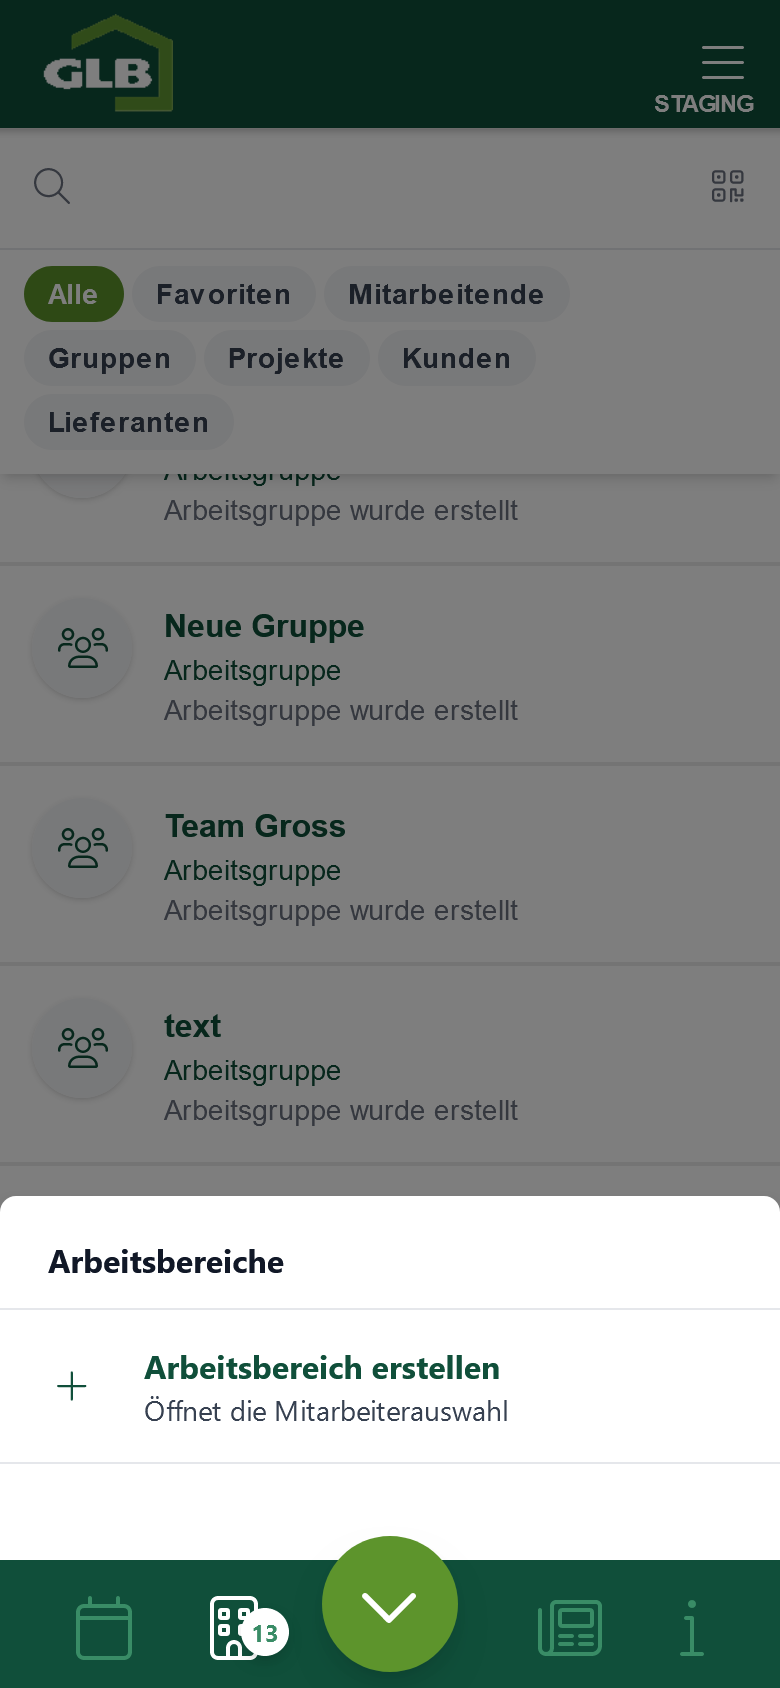 GLB
STAGING
Alle
Favoriten
Mitarbeitende
Gruppen
Projekte
Kunden
Lieferanten
Arbeitsgruppe
Arbeitsgruppe wurde erstellt
Neue Gruppe
Arbeitsgruppe
Arbeitsgruppe wurde erstellt
Team Gross
Arbeitsgruppe
Arbeitsgruppe wurde erstellt
text
Arbeitsgruppe
Arbeitsgruppe wurde erstellt
Arbeitsbereiche
Arbeitsbereich erstellen
Öffnet die Mitarbeiterauswahl
13